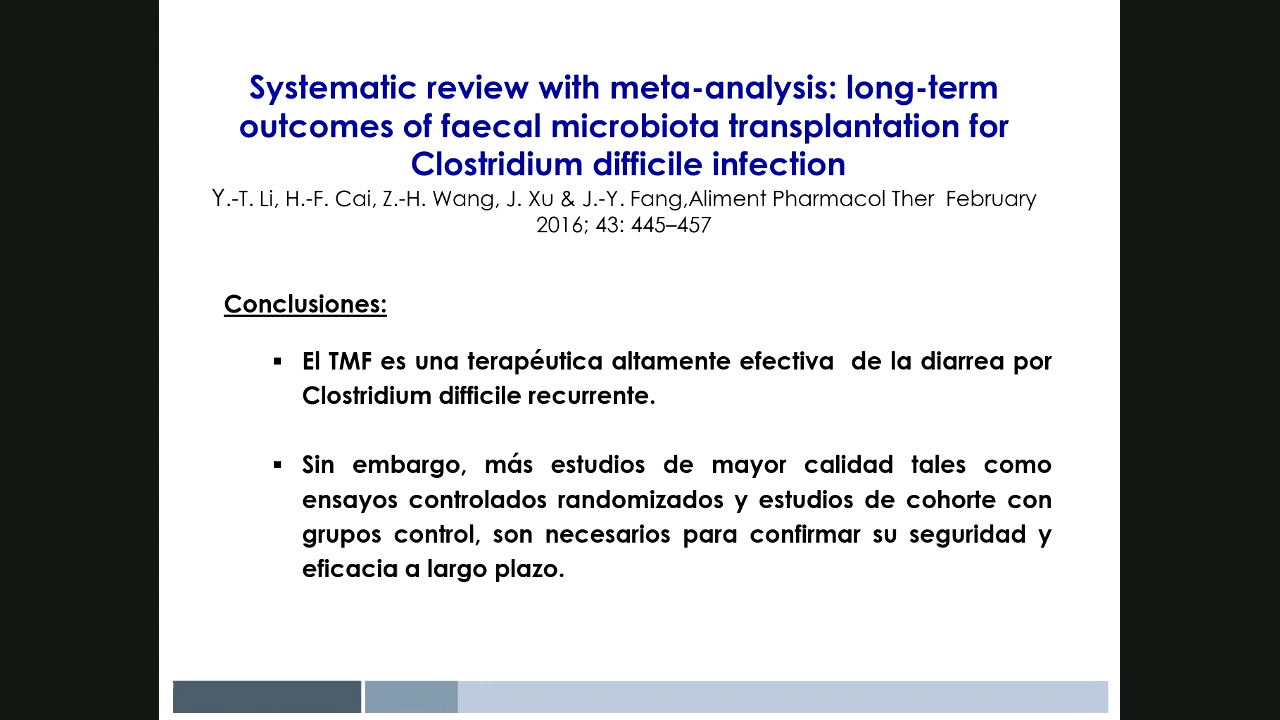 Systematic review with meta-analysis: long-term
outcomes of faecal microbiota transplantation for
Clostridium difficile infection
Y.-T. Li, H.-F. Cai, Z.-H. Wang, J. Xu & J.-Y. Fang,Aliment Pharmacol Ther February
2016; 43: 445–457
Conclusiones:
▪ El TMF es una terapéutica altamente efectiva de la diarrea por
Clostridium difficile recurrente.
▪ Sin embargo, más estudios de mayor calidad tales como
ensayos controlados randomizados y estudios de cohorte con
grupos control, son necesarios para confirmar su seguridad y
eficacia a largo plazo.